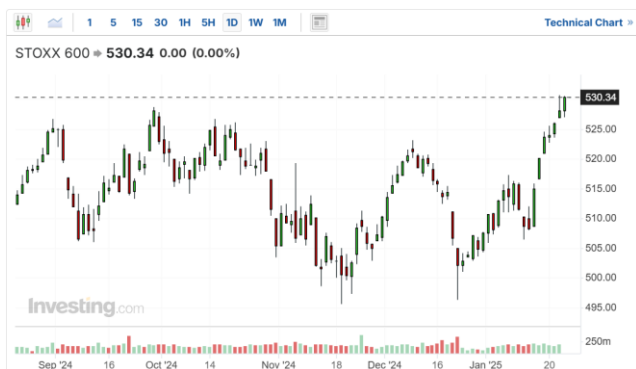 1 5 15 30 1H 5H 1D 1W 1M Technical Chart »
STOXX 600 530.34 0.00 (0.00%)
530.34
525.00
520.00
515.00
510.00
505.00
500.00
495.00
Investing.com
250m
Sep '24 16 Oct '24 14 Nov '24 18 Dec '24 16 Jan '25 20